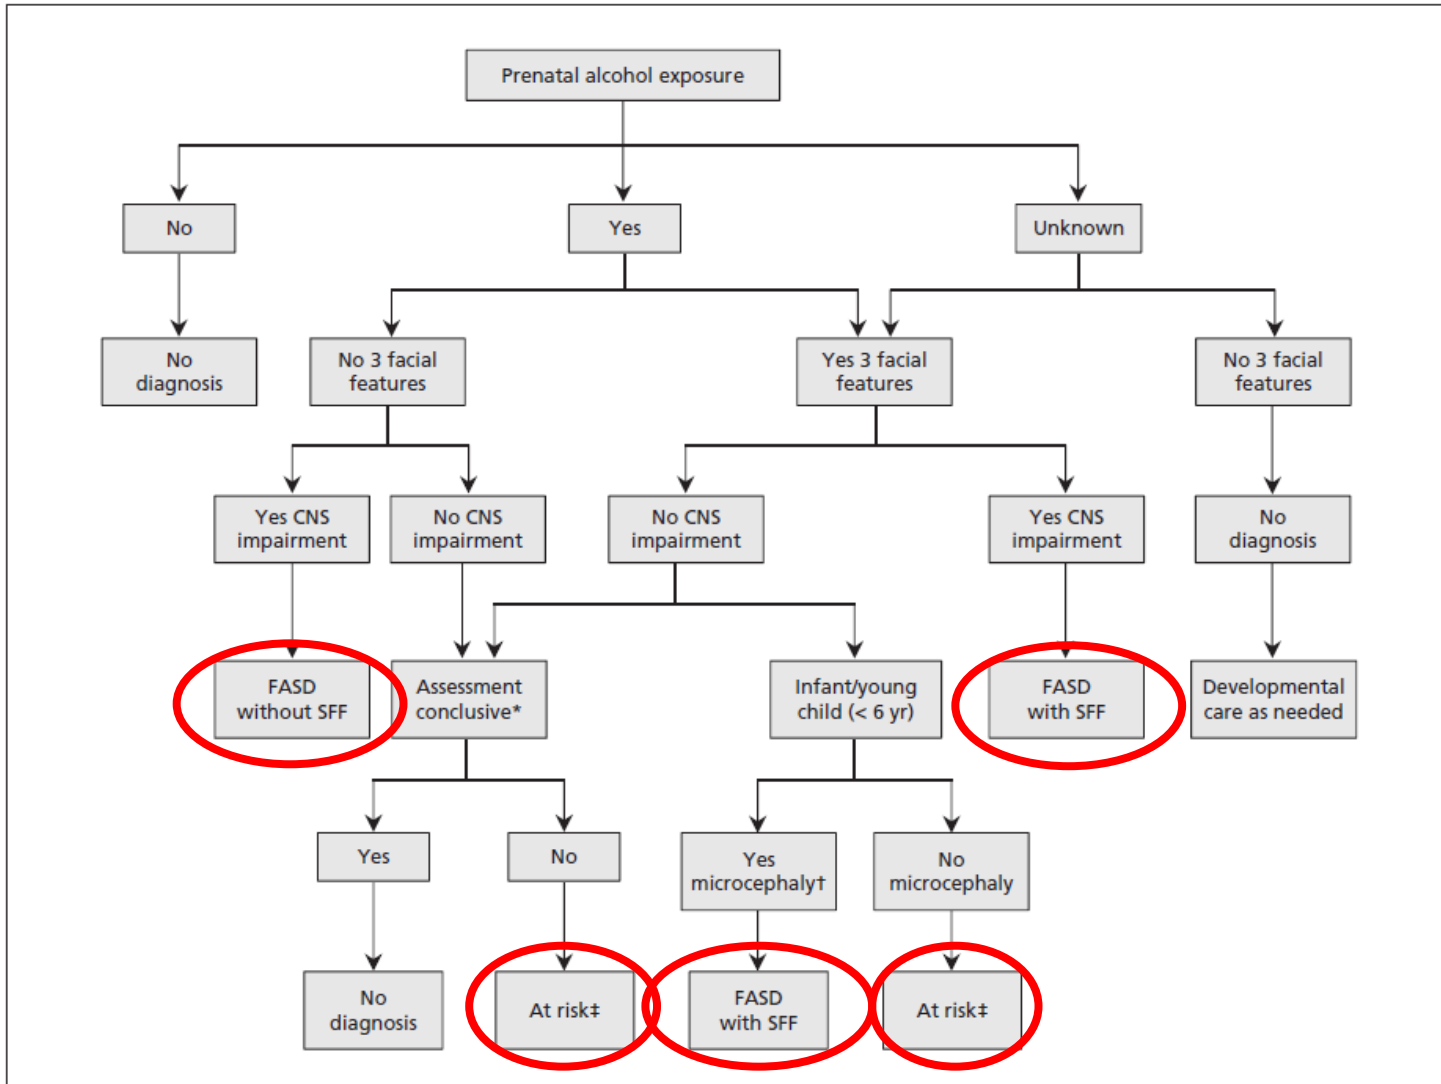 Prenatal alcohol exposure
No
Yes
Unknown
No
diagnosis
No 3 facial
features
Yes 3 facial
features
No 3 facial
features
Yes CNS
impairment
No CNS
impairment
No CNS
impairment
Yes CNS
impairment
No
diagnosis
FASD
without SFF
Assessment
conclusive*
Infant/young
child (< 6 yr)
FASD
with SFF
Developmental
care as needed
Yes
No
Yes
microcephaly†
No
microcephaly
No
diagnosis
At risk‡
FASD
with SFF
At risk‡